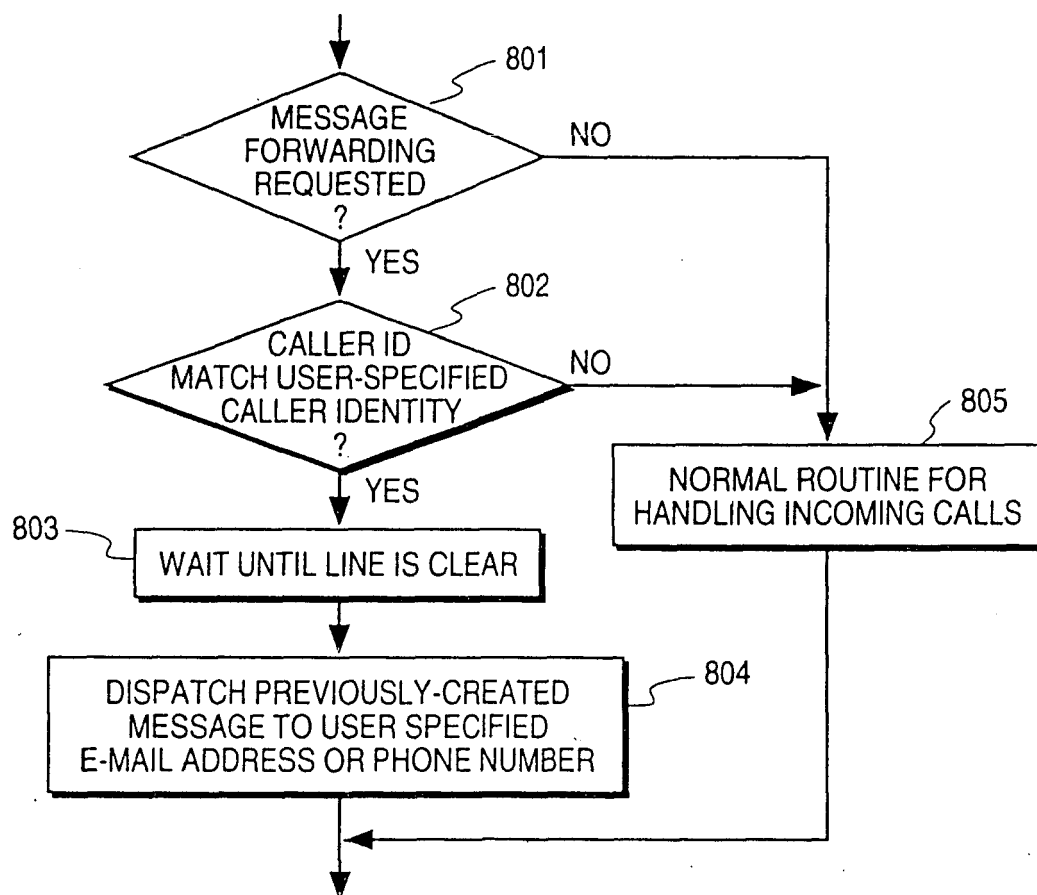 801
MESSAGE
FORWARDING
REQUESTED
?
NO
YES
802
CALLER ID
MATCH USER-SPECIFIED
CALLER IDENTITY
?
NO
YES
805
NORMAL ROUTINE FOR
HANDLING INCOMING CALLS
803
WAIT UNTIL LINE IS CLEAR
804
DISPATCH PREVIOUSLY-CREATED
MESSAGE TO USER SPECIFIED
E-MAIL ADDRESS OR PHONE NUMBER